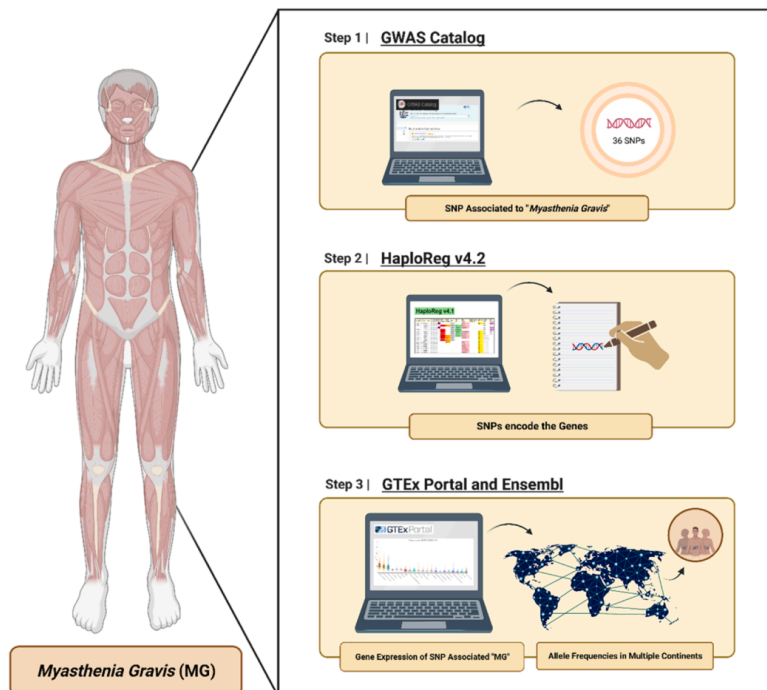 Step 1 | GWAS Catalog
GWAS Catalog
36 SNPs
SNP Associated to "Myasthenia Gravis"
Step 2 | HaploReg v4.2
HaploReg v4.1
SNPs encode the Genes
Step 3 | GTEx Portal and Ensembl
GTExPortal
Gene Expression of SNP Associated "MG"
Allele Frequencies in Multiple Continents
Myasthenia Gravis (MG)